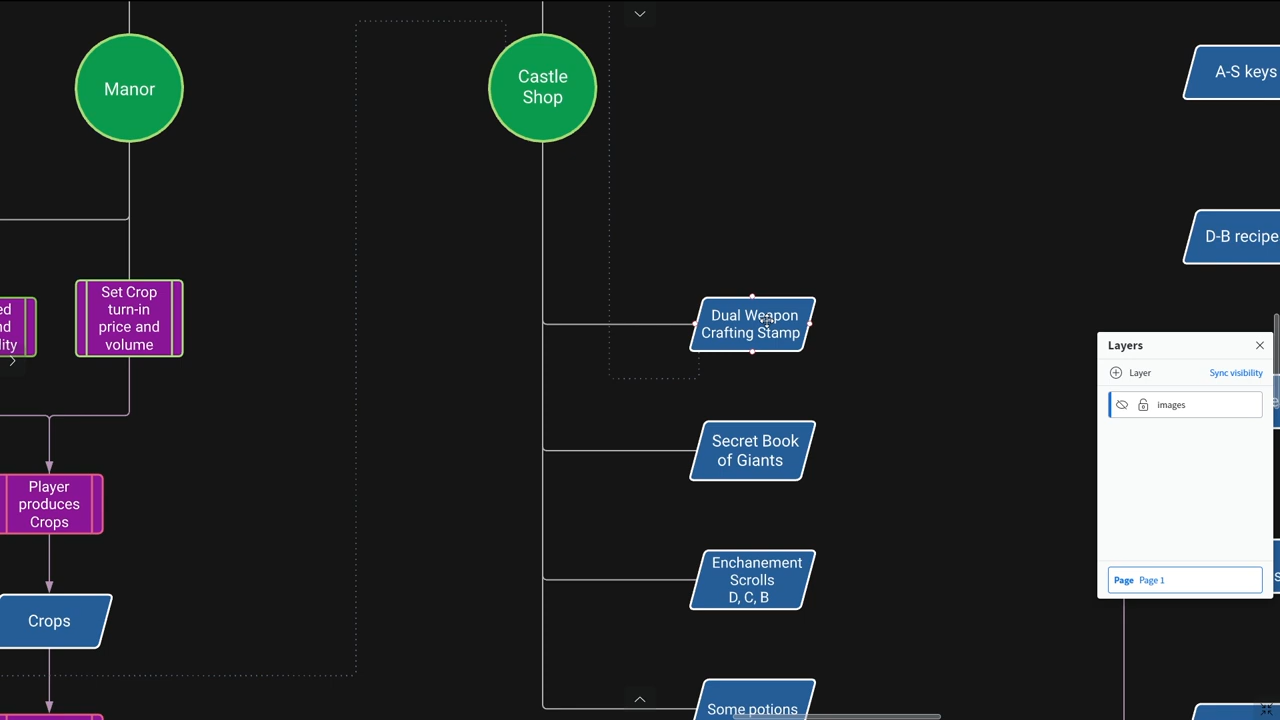 Manor
Castle
Shop
A-S keys
D-B recipe
Set Crop
turn-in
price and
volume
Dual Weapon
Crafting Stamp
Layers
Layer
Sync visibility
images
Secret Book
of Giants
Player
produces
Crops
Enchanement
Scrolls
D, C, B
Page Page 1
Crops
Some potions